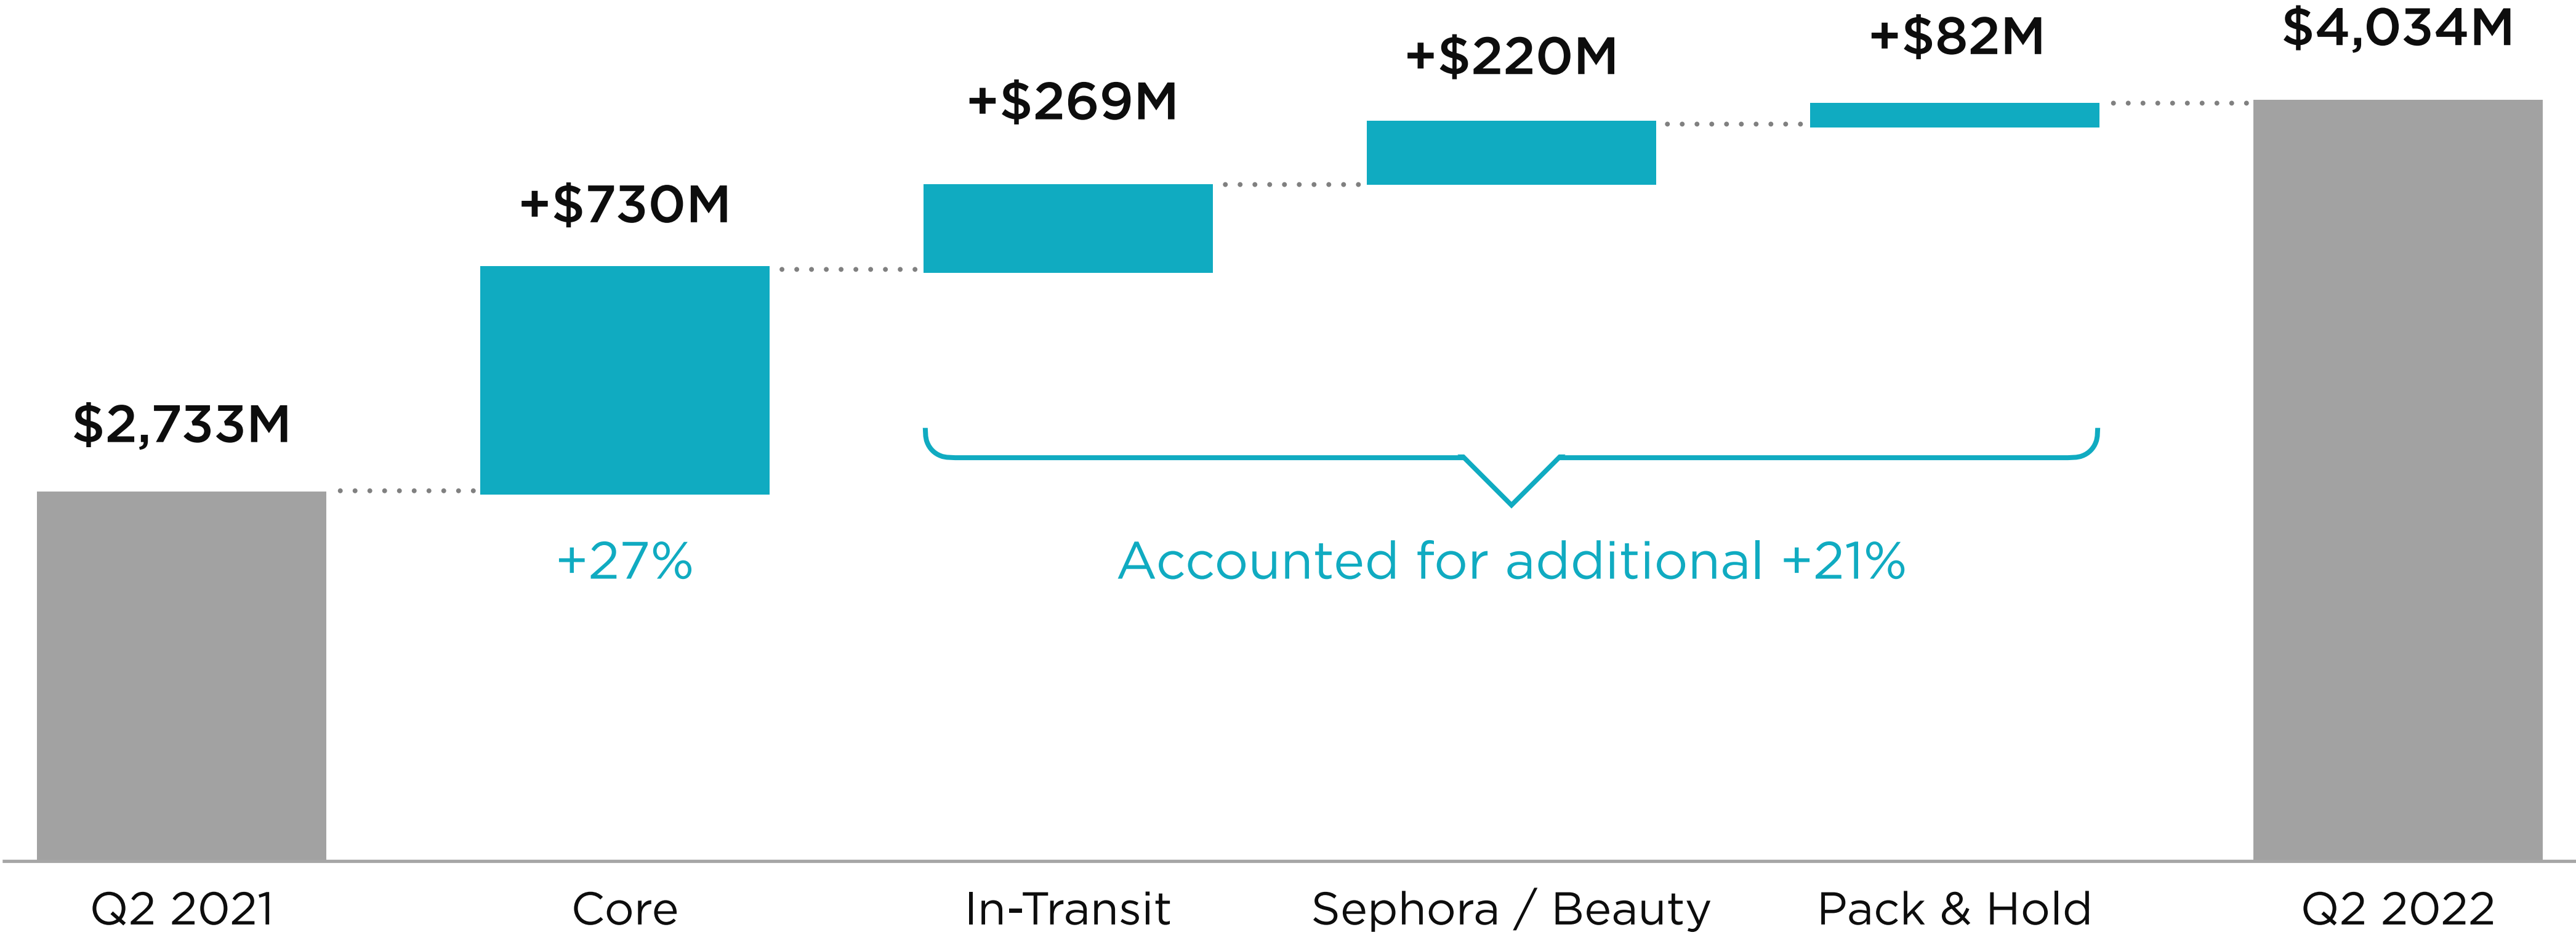 $2,733M
+$730M
+$269M
+$220M
+$82M
$4,034M
+27%
Accounted for additional +21%
Q2 2021
Core
In-Transit
Sephora / Beauty
Pack & Hold
Q2 2022